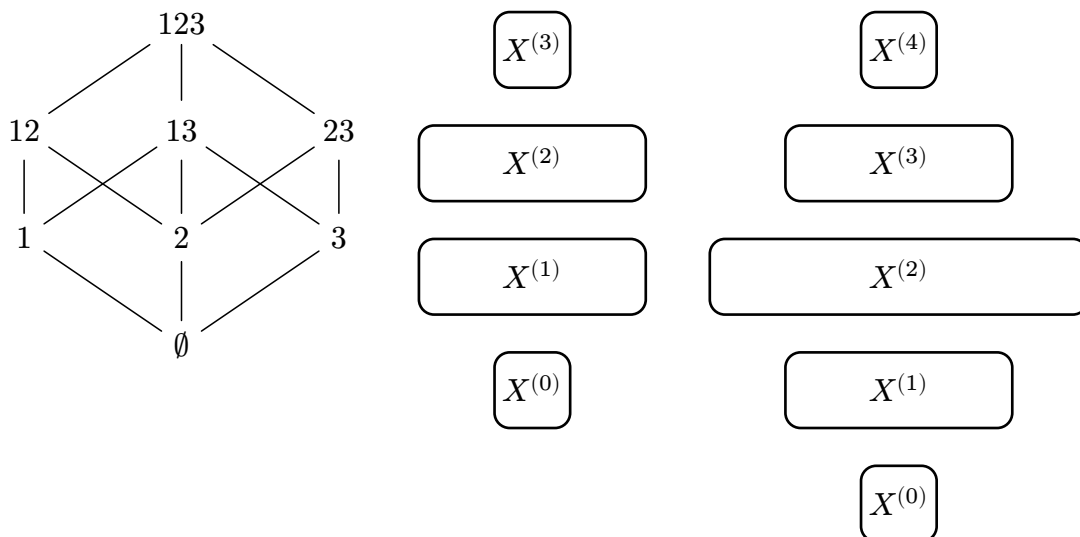 123
12 13 23
1 2 3
∅
X^{(3)}
X^{(2)}
X^{(1)}
X^{(0)}
X^{(4)}
X^{(3)}
X^{(2)}
X^{(1)}
X^{(0)}